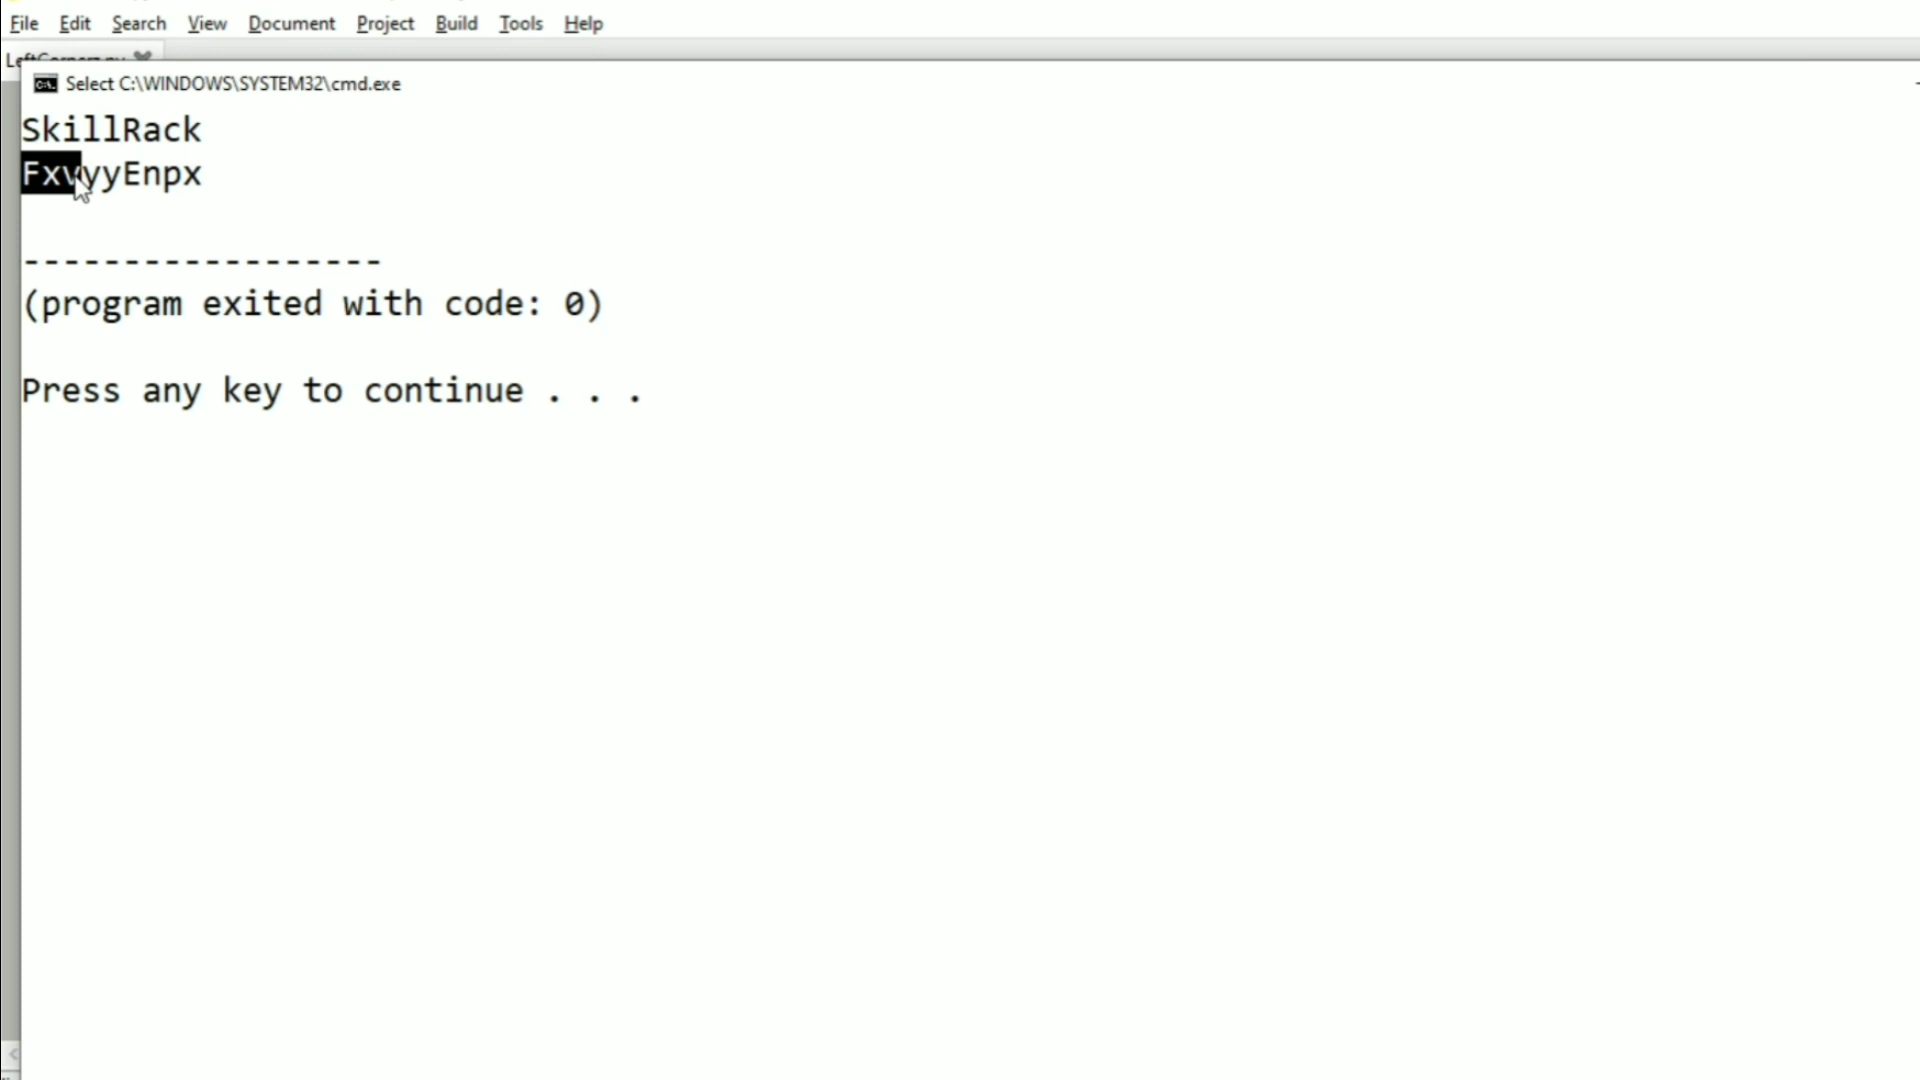 File Edit Search View Document Project Build Tools Help
Select C:\WINDOWS\SYSTEM32\cmd.exe
SkillRack
FxvyyEnpx
------------------
(program exited with code: 0)
Press any key to continue . . .